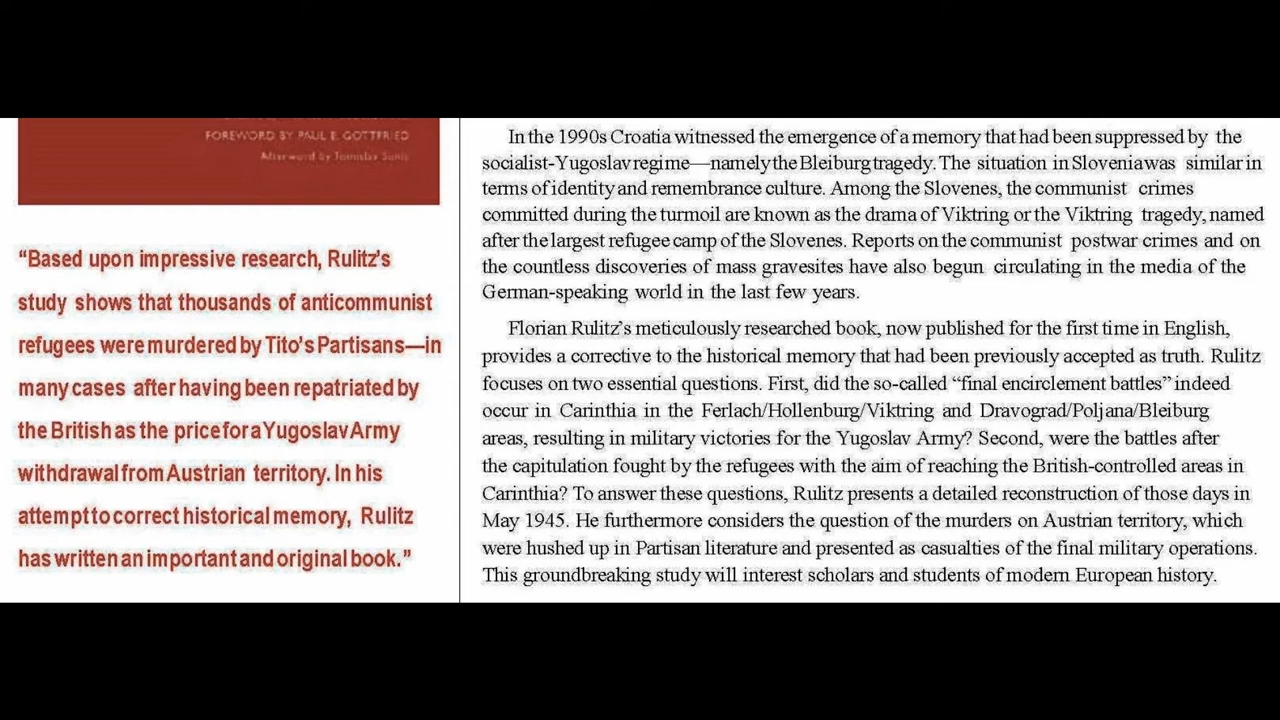 FOREWORD BY PAUL E. GOTTFRIED
Afterword by Tomislav Sunic
“Based upon impressive research, Rulitz’s
study shows that thousands of anticommunist
refugees were murdered by Tito’s Partisans—in
many cases after having been repatriated by
the British as the price for a Yugoslav Army
withdrawal from Austrian territory. In his
attempt to correct historical memory, Rulitz
has written an important and original book.”
In the 1990s Croatia witnessed the emergence of a memory that had been suppressed by the
socialist-Yugoslav regime—namely the Bleiburg tragedy. The situation in Slovenia was similar in
terms of identity and remembrance culture. Among the Slovenes, the communist crimes
committed during the turmoil are known as the drama of Viktring or the Viktring tragedy, named
after the largest refugee camp of the Slovenes. Reports on the communist postwar crimes and on
the countless discoveries of mass gravesites have also begun circulating in the media of the
German-speaking world in the last few years.
Florian Rulitz’s meticulously researched book, now published for the first time in English,
provides a corrective to the historical memory that had been previously accepted as truth. Rulitz
focuses on two essential questions. First, did the so-called “final encirclement battles” indeed
occur in Carinthia in the Ferlach/Hollenburg/Viktring and Dravograd/Poljana/Bleiburg
areas, resulting in military victories for the Yugoslav Army? Second, were the battles after
the capitulation fought by the refugees with the aim of reaching the British-controlled areas in
Carinthia? To answer these questions, Rulitz presents a detailed reconstruction of those days in
May 1945. He furthermore considers the question of the murders on Austrian territory, which
were hushed up in Partisan literature and presented as casualties of the final military operations.
This groundbreaking study will interest scholars and students of modern European history.